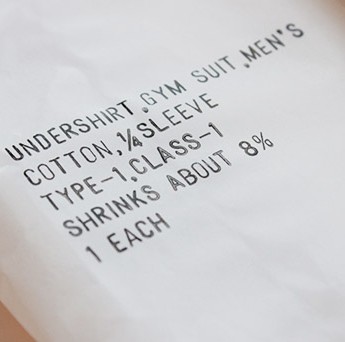 UNDERSHIRT,GYM SUIT,MEN'S
COTTON,¼SLEEVE
TYPE-1,CLASS-1
SHRINKS ABOUT 8%
1 EACH